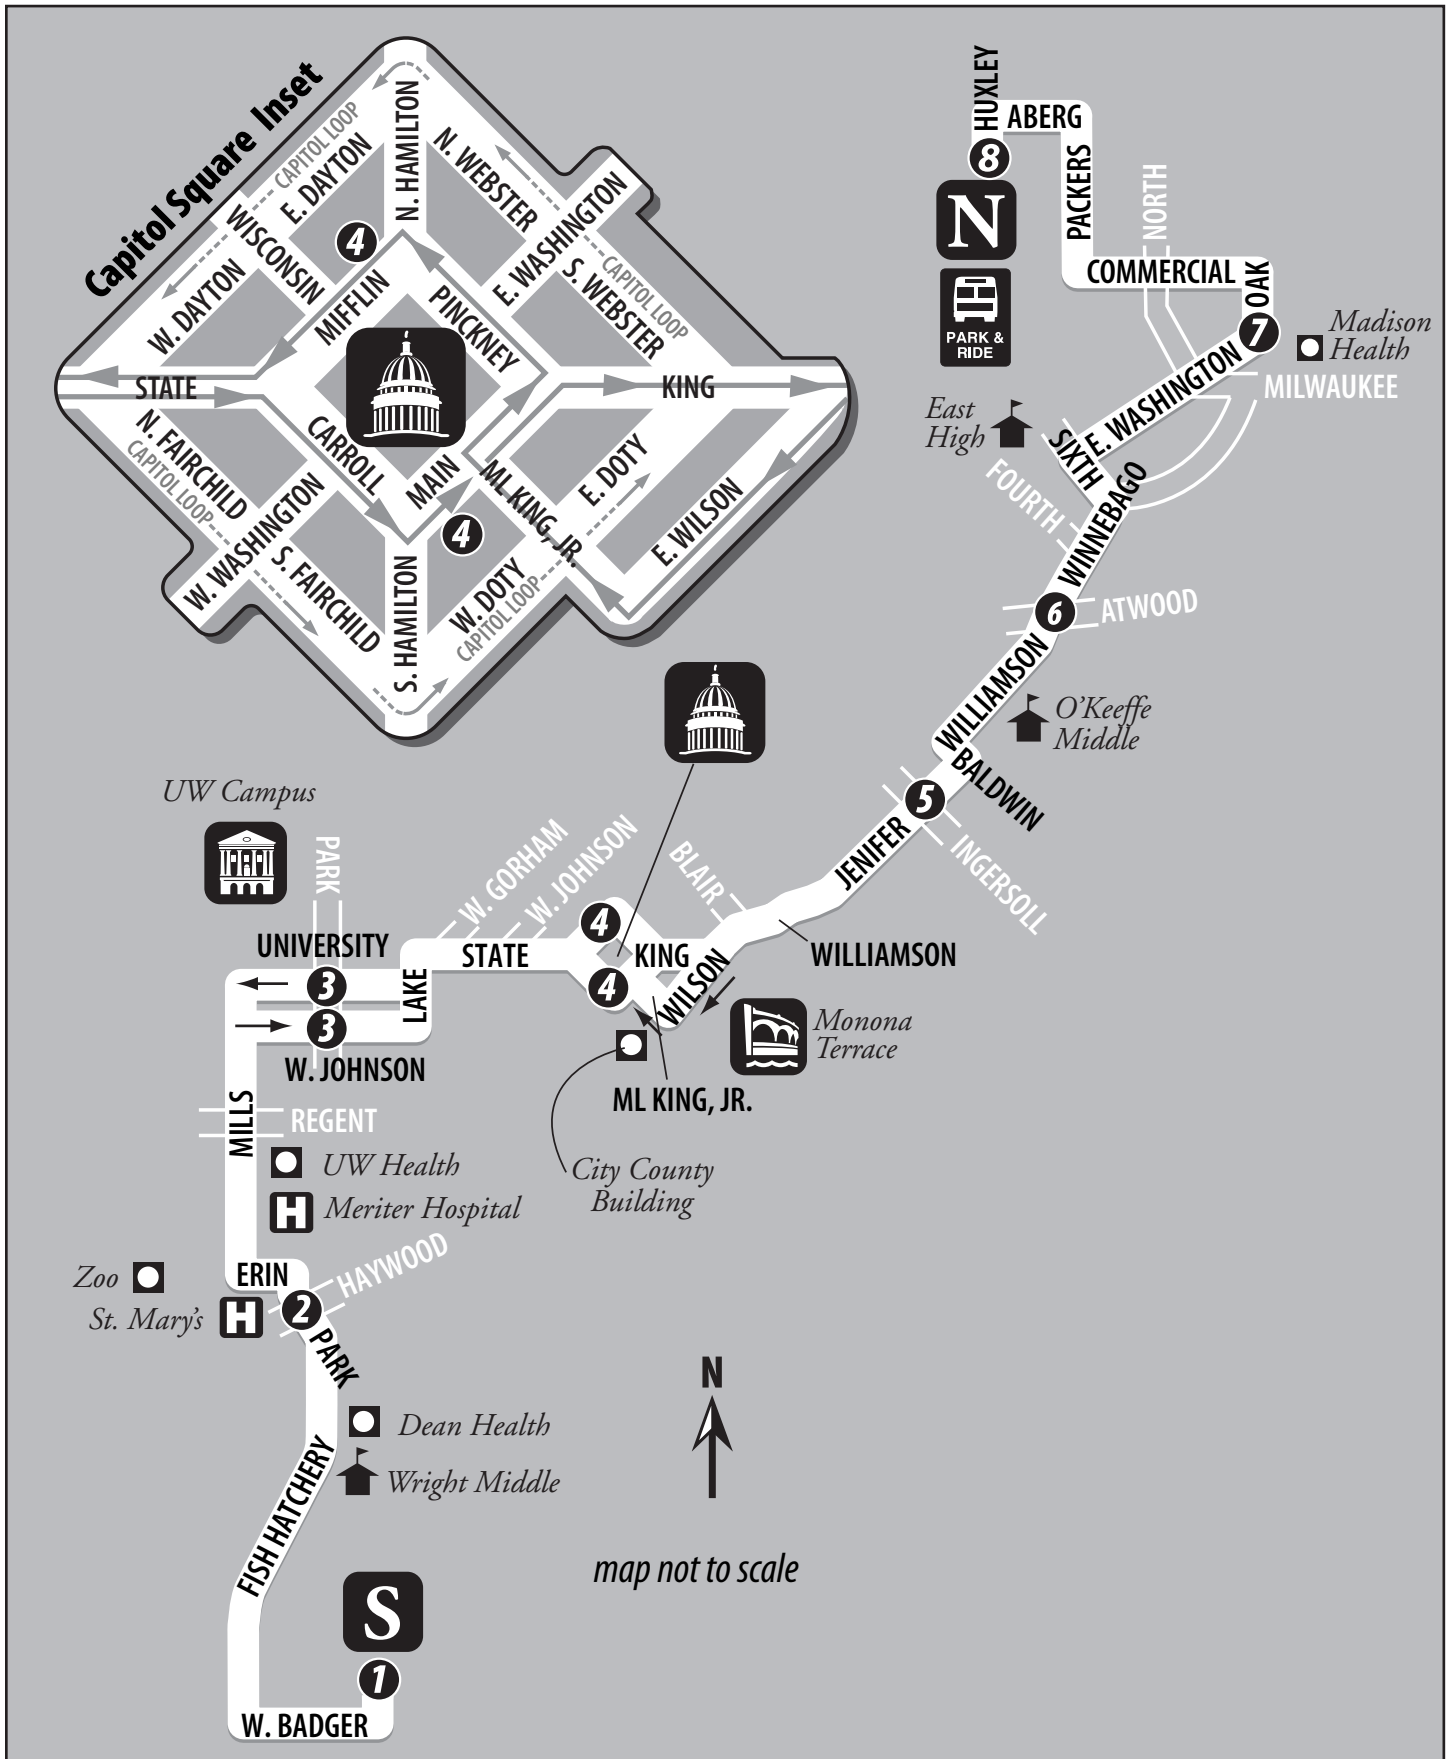 Capitol Square Inset
CAPITOL LOOP
E. DAYTON
N. HAMILTON
N. WEBSTER
WISCONSIN
4
E. WASHINGTON
W. DAYTON
MIFFLIN
PINCKNEY
S. WEBSTER
CAPITOL LOOP
STATE
KING
N. FAIRCHILD
CAPITOL LOOP
CARROLL
MAIN
ML KING, JR.
E. DOTY
E. WILSON
4
W. WASHINGTON
S. FAIRCHILD
S. HAMILTON
W. DOTY
CAPITOL LOOP
HUXLEY
ABERG
8
N
PARK &
RIDE
PACKERS
NORTH
COMMERCIAL
OAK
7
Madison
Health
E. WASHINGTON
MILWAUKEE
East
High
SIXTH
FOURTH
WINNEBAGO
6
ATWOOD
WILLIAMSON
O'Keeffe
Middle
BALDWIN
5
JENIFER
INGERSOLL
UW Campus
PARK
W. GORHAM
W. JOHNSON
BLAIR
UNIVERSITY
3
3
LAKE
STATE
4
4
KING
WILSON
WILLIAMSON
Monona
Terrace
W. JOHNSON
ML KING, JR.
MILLS
REGENT
UW Health
H
Meriter Hospital
City County
Building
Zoo
ERIN
HAYWOOD
St. Mary's
H
2
PARK
Dean Health
Wright Middle
FISH HATCHERY
N
map not to scale
S
1
W. BADGER